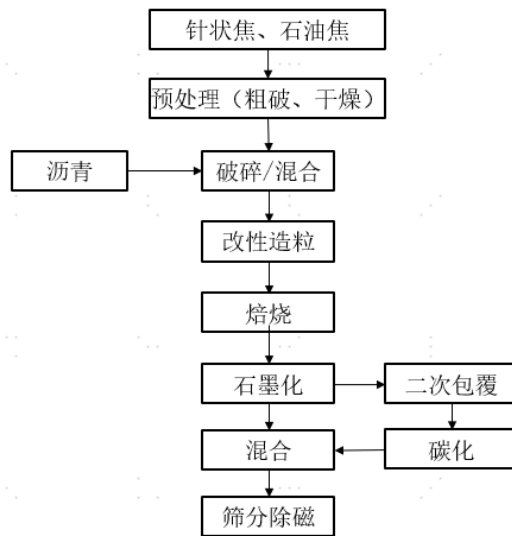 针状焦、石油焦
预处理（粗破、干燥）
沥青
破碎/混合
改性造粒
焙烧
石墨化
二次包覆
混合
碳化
筛分除磁